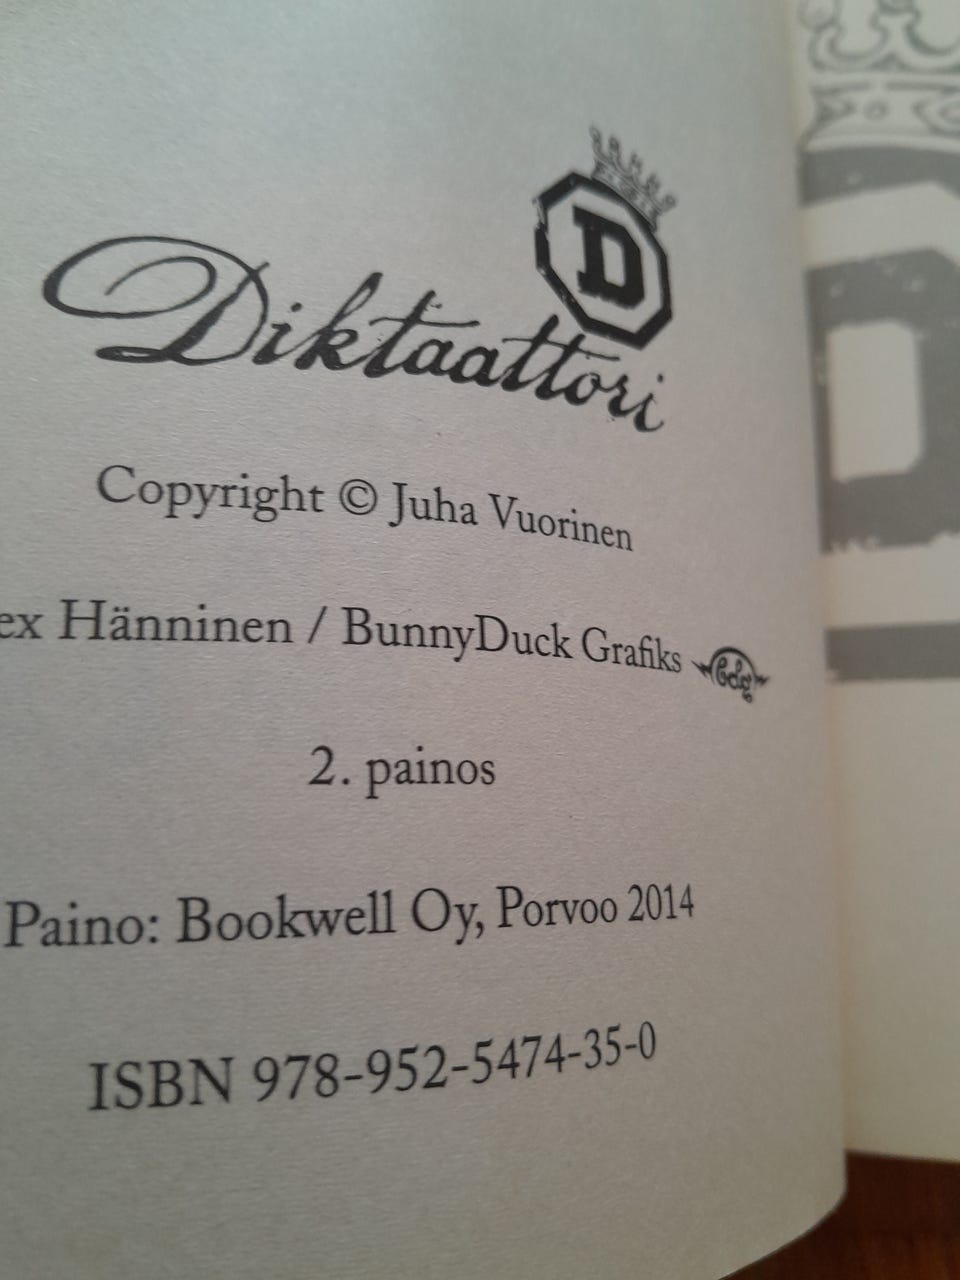 D
Diktaattori
Copyright © Juha Vuorinen
ex Hänninen / BunnyDuck Grafiks bdg
2. painos
Paino: Bookwell Oy, Porvoo 2014
ISBN 978-952-5474-35-0